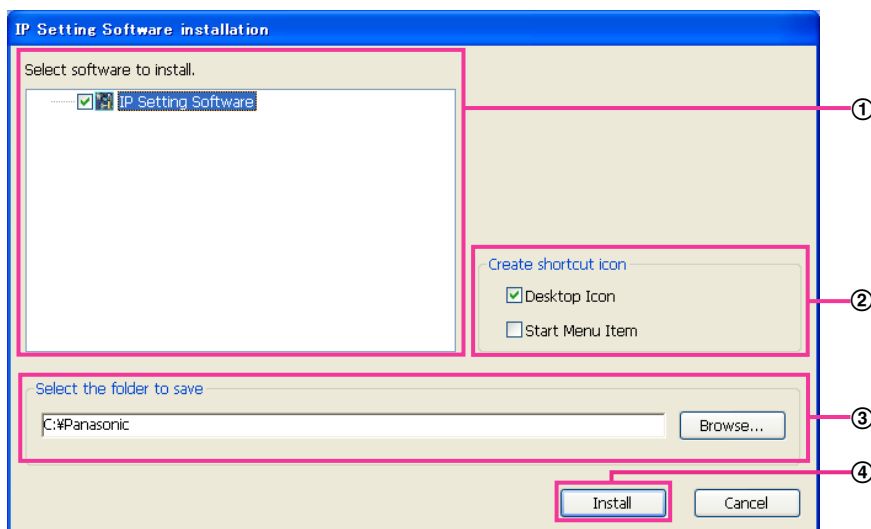 IP Setting Software installation
Select software to install.
IP Setting Software
①
Create shortcut icon
Desktop Icon
Start Menu Item
②
Select the folder to save
C:¥Panasonic
Browse...
③
④
Install
Cancel